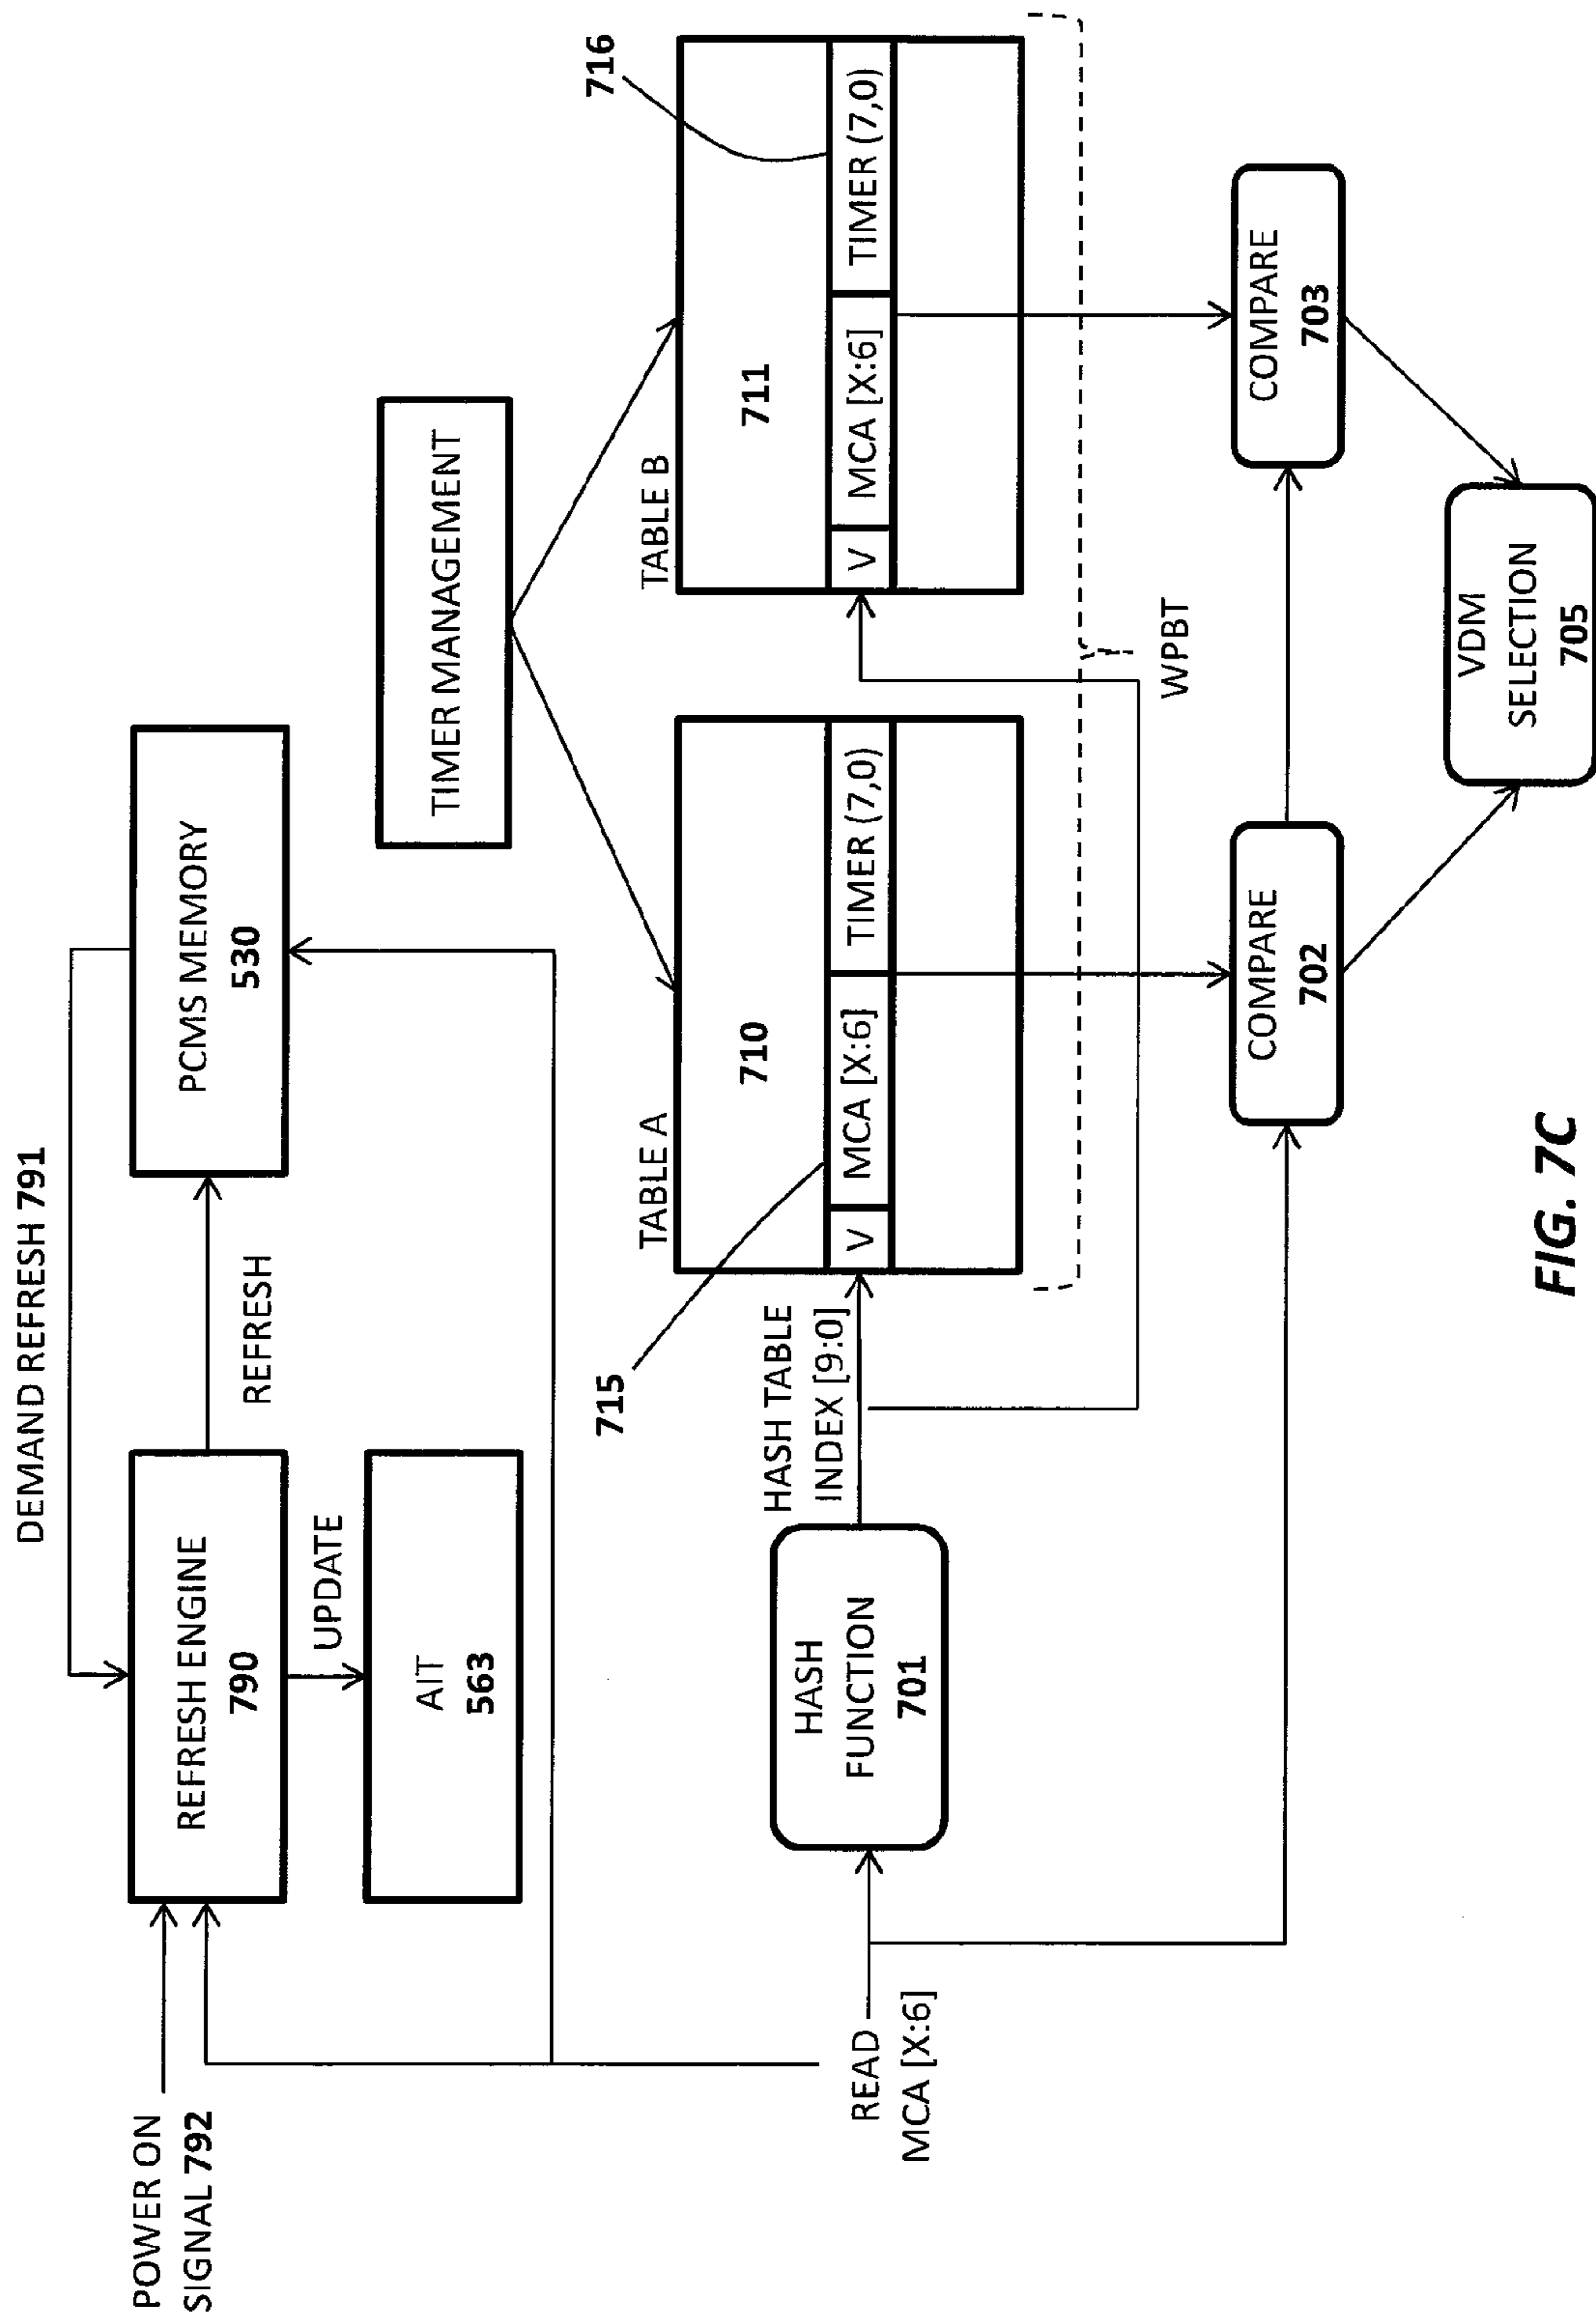 DEMAND REFRESH 791
POWER ON
SIGNAL 792
REFRESH ENGINE
790
REFRESH
PCMS MEMORY
530
UPDATE
AIT
563
TIMER MANAGEMENT
715
716
TABLE A
TABLE B
710
711
READ
MCA [X:6]
HASH
FUNCTION
701
HASH TABLE
INDEX [9:0]
V
MCA [X:6]
TIMER (7,0)
V
MCA [X:6]
TIMER (7,0)
WPBT
COMPARE
702
COMPARE
703
VDM
SELECTION
705
FIG. 7C